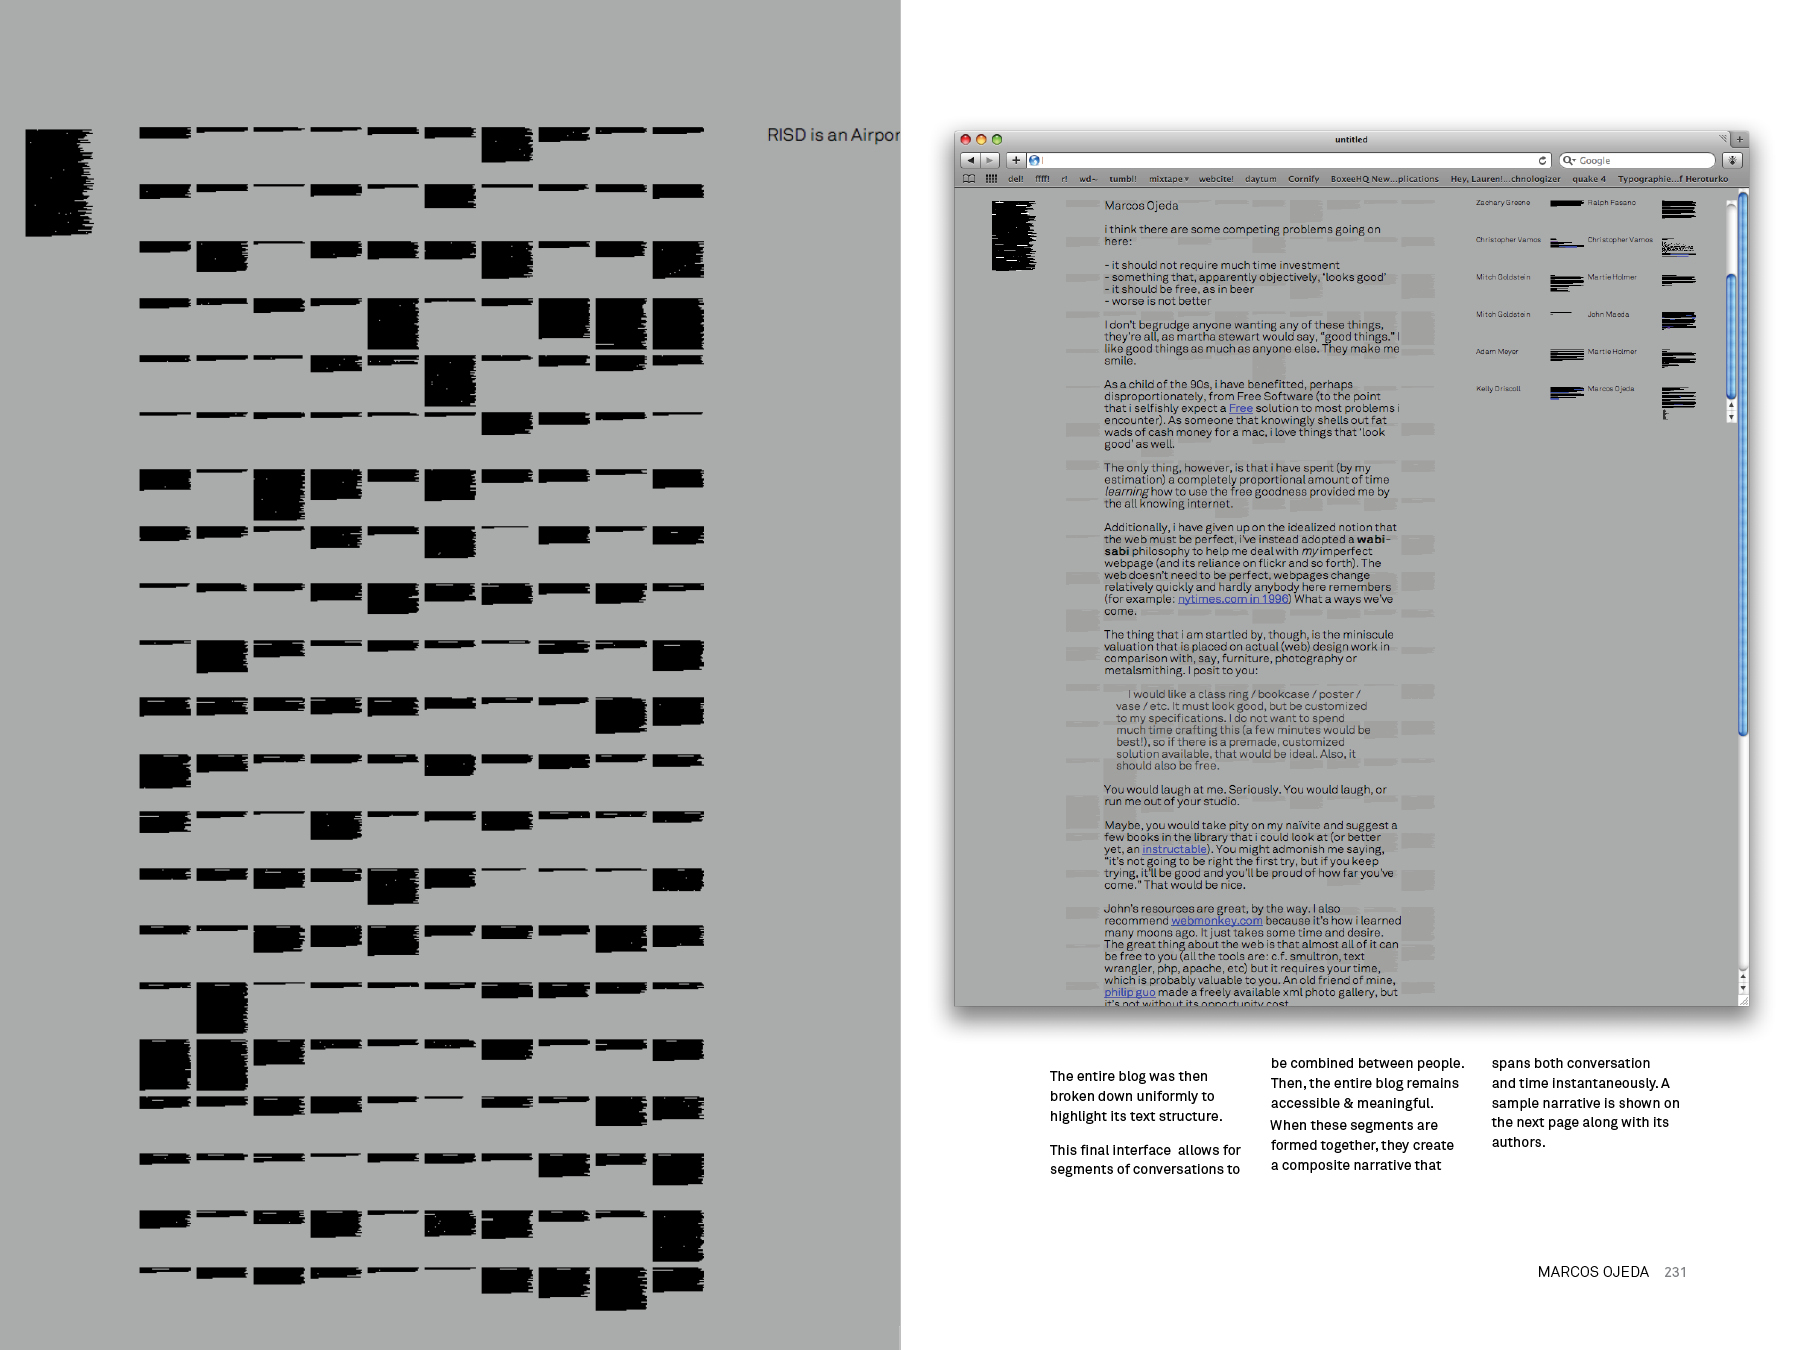 RISD is an Airpor
untitled
Google
del! ffff! r! wd~ tumbl! mixtape webcite! daytum Cornify BoxeeHQ New...plications Hey, Lauren!...chnologizer quake 4 Typographie...f Heroturko
Marcos Ojeda
i think there are some competing problems going on
here:
- it should not require much time investment
- something that, apparently objectively, 'looks good'
- it should be free, as in beer
- worse is not better
I don't begrudge anyone wanting any of these things,
they're all, as martha stewart would say, "good things." I
like good things as much as anyone else. They make me
smile.
As a child of the 90s, i have benefitted, perhaps
disproportionately, from Free Software (to the point
that i selfishly expect a Free solution to most problems i
encounter). As someone that knowingly shells out fat
wads of cash money for a mac, i love things that 'look
good' as well.
The only thing, however, is that i have spent (by my
estimation) a completely proportional amount of time
learning how to use the free goodness provided me by
the all knowing internet.
Additionally, i have given up on the idealized notion that
the web must be perfect, i've instead adopted a wabi-
sabi philosophy to help me deal with my imperfect
webpage (and its reliance on flickr and so forth). The
web doesn't need to be perfect, webpages change
relatively quickly and hardly anybody here remembers
(for example: nytimes.com in 1996) What a ways we've
come.
The thing that i am startled by, though, is the miniscule
valuation that is placed on actual (web) design work in
comparison with, say, furniture, photography or
metalsmithing. I posit to you:
I would like a class ring / bookcase / poster /
vase / etc. It must look good, but be customized
to my specifications. I do not want to spend
much time crafting this (a few minutes would be
best!), so if there is a premade, customized
solution available, that would be ideal. Also, it
should also be free.
You would laugh at me. Seriously. You would laugh, or
run me out of your studio.
Maybe, you would take pity on my naïvite and suggest a
few books in the library that i could look at (or better
yet, an instructable). You might admonish me saying,
"it's not going to be right the first try, but if you keep
trying, it'll be good and you'll be proud of how far you've
come." That would be nice.
John's resources are great, by the way. I also
recommend webmonkey.com because it's how i learned
many moons ago. It just takes some time and desire.
The great thing about the web is that almost all of it can
be free to you (all the tools are: c.f. smultron, text
wrangler, php, apache, etc) but it requires your time,
which is probably valuable to you. An old friend of mine,
philip guo made a freely available xml photo gallery, but
it's not without its opportunity cost
Zachary Greene Ralph Fasano
Christopher Vamos Christopher Vamos
Mitch Goldstein Martie Holmer
Mitch Goldstein John Maeda
Adam Meyer Martie Holmer
Kelly Driscoll Marcos Ojeda
The entire blog was then
broken down uniformly to
highlight its text structure.
This final interface allows for
segments of conversations to
be combined between people.
Then, the entire blog remains
accessible & meaningful.
When these segments are
formed together, they create
a composite narrative that
spans both conversation
and time instantaneously. A
sample narrative is shown on
the next page along with its
authors.
MARCOS OJEDA 231